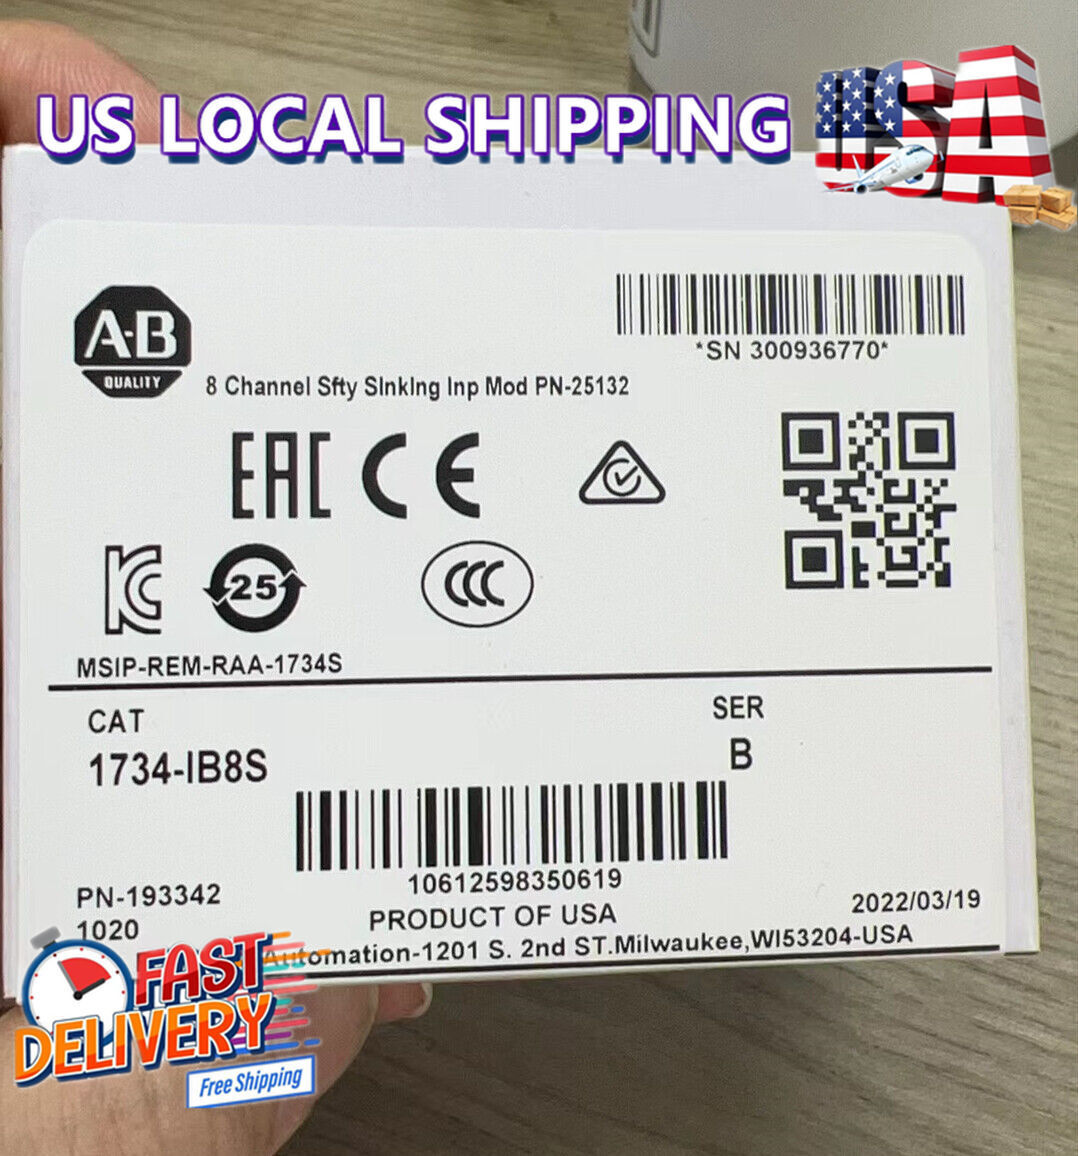 US LOCAL SHIPPING
USA
A-B
QUALITY
*SN 300936770*
8 Channel Sfty Sinking Inp Mod PN-25132
EAC CE
KC
25
CCC
MSIP-REM-RAA-1734S
CAT
SER
1734-IB8S
B
10612598350619
PN-193342
2022/03/19
1020
PRODUCT OF USA
Automation-1201 S. 2nd ST.Milwaukee,WI53204-USA
FAST
DELIVERY
Free Shipping